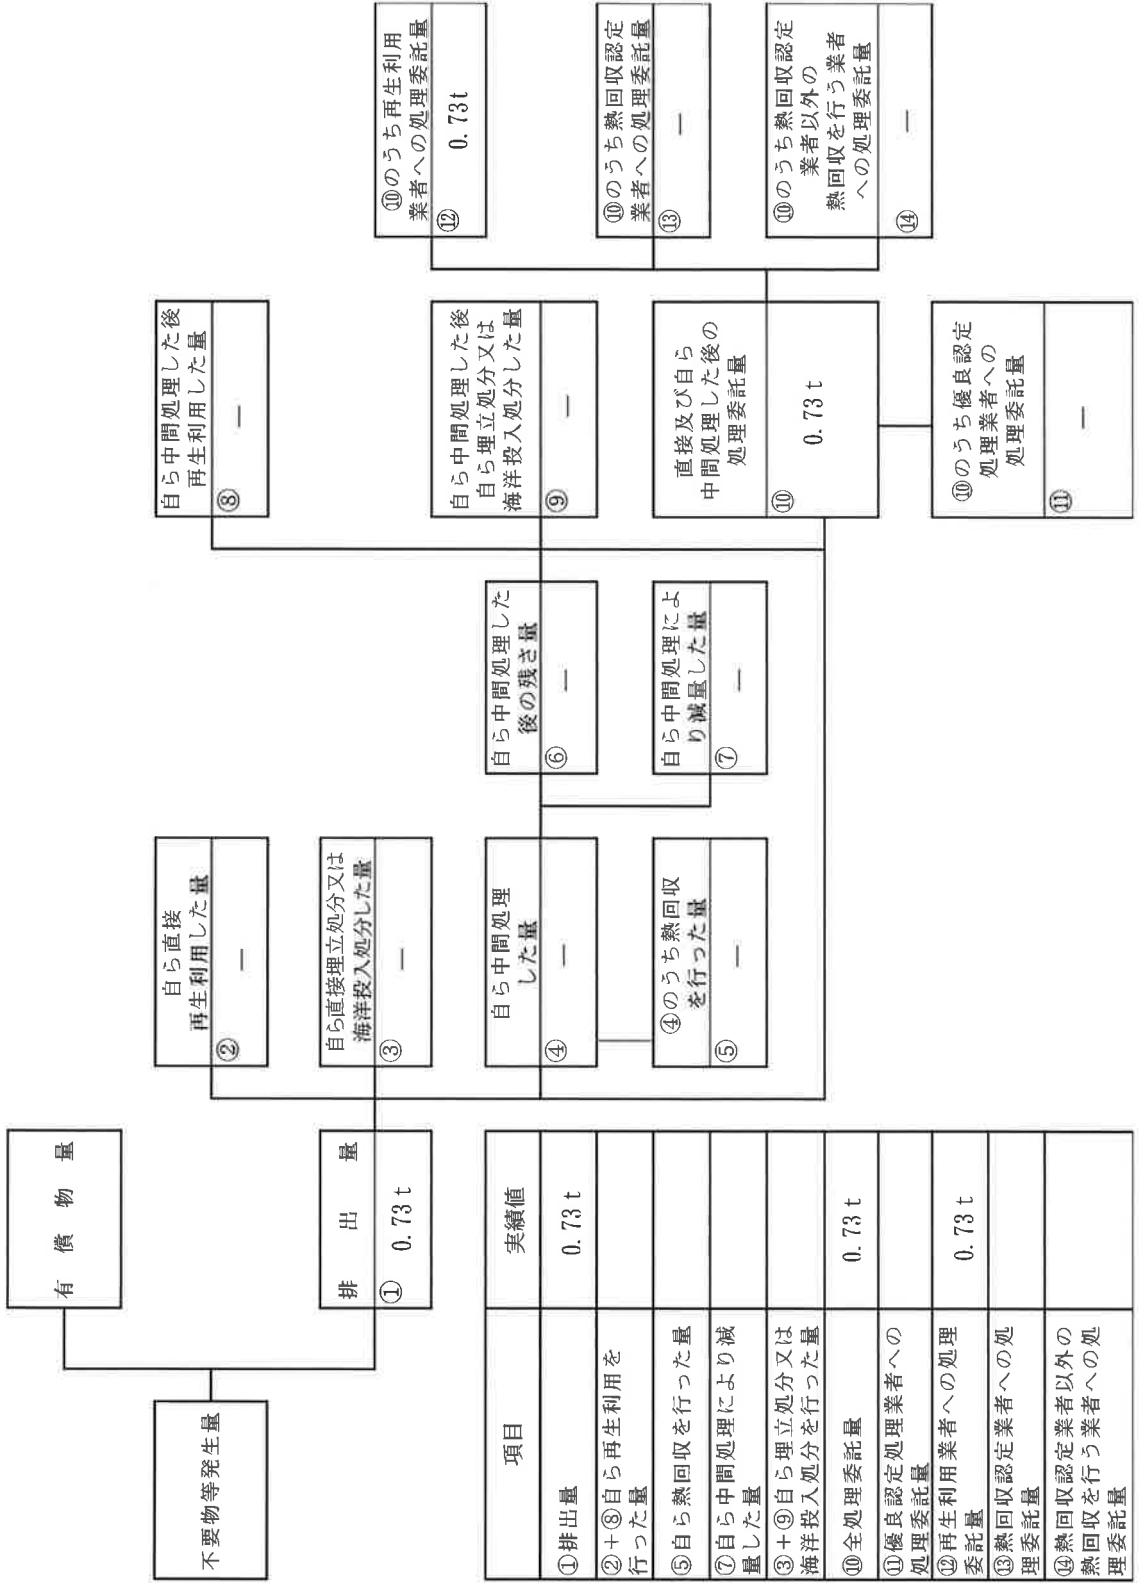 不要物等発生量
有償物量
排出量
① 0.73t
自ら直接
再生利用した量
② —
自ら直接埋立処分又は
海洋投入処分した量
③ —
自ら中間処理
した量
④ —
④のうち熱回収
を行った量
⑤ —
自ら中間処理した
後の残さ量
⑥ —
自ら中間処理によ
り減量した量
⑦ —
自ら中間処理した後
再生利用した量
⑧ —
自ら中間処理した後
自ら埋立処分又は
海洋投入処分した量
⑨ —
直接及び自ら
中間処理した後の
処理委託量
⑩ 0.73t
⑩のうち優良認定
処理業者への
処理委託量
⑪ —
⑩のうち再生利用
業者への処理委託量
⑫ 0.73t
⑩のうち熱回収認定
業者への処理委託量
⑬ —
⑩のうち熱回収認定
業者以外の
熱回収を行う業者
への処理委託量
⑭ —
項目 実績値
①排出量 0.73t
②+⑧自ら再生利用を
行った量
⑤自ら熱回収を行った量
⑦自ら中間処理により減
量した量
③+⑨自ら埋立処分又は
海洋投入処分を行った量
⑩全処理委託量 0.73t
⑪優良認定処理業者への
処理委託量
⑫再生利用業者への処理
委託量 0.73t
⑬熱回収認定業者への処
理委託量
⑭熱回収認定業者以外の
熱回収を行う業者への処
理委託量